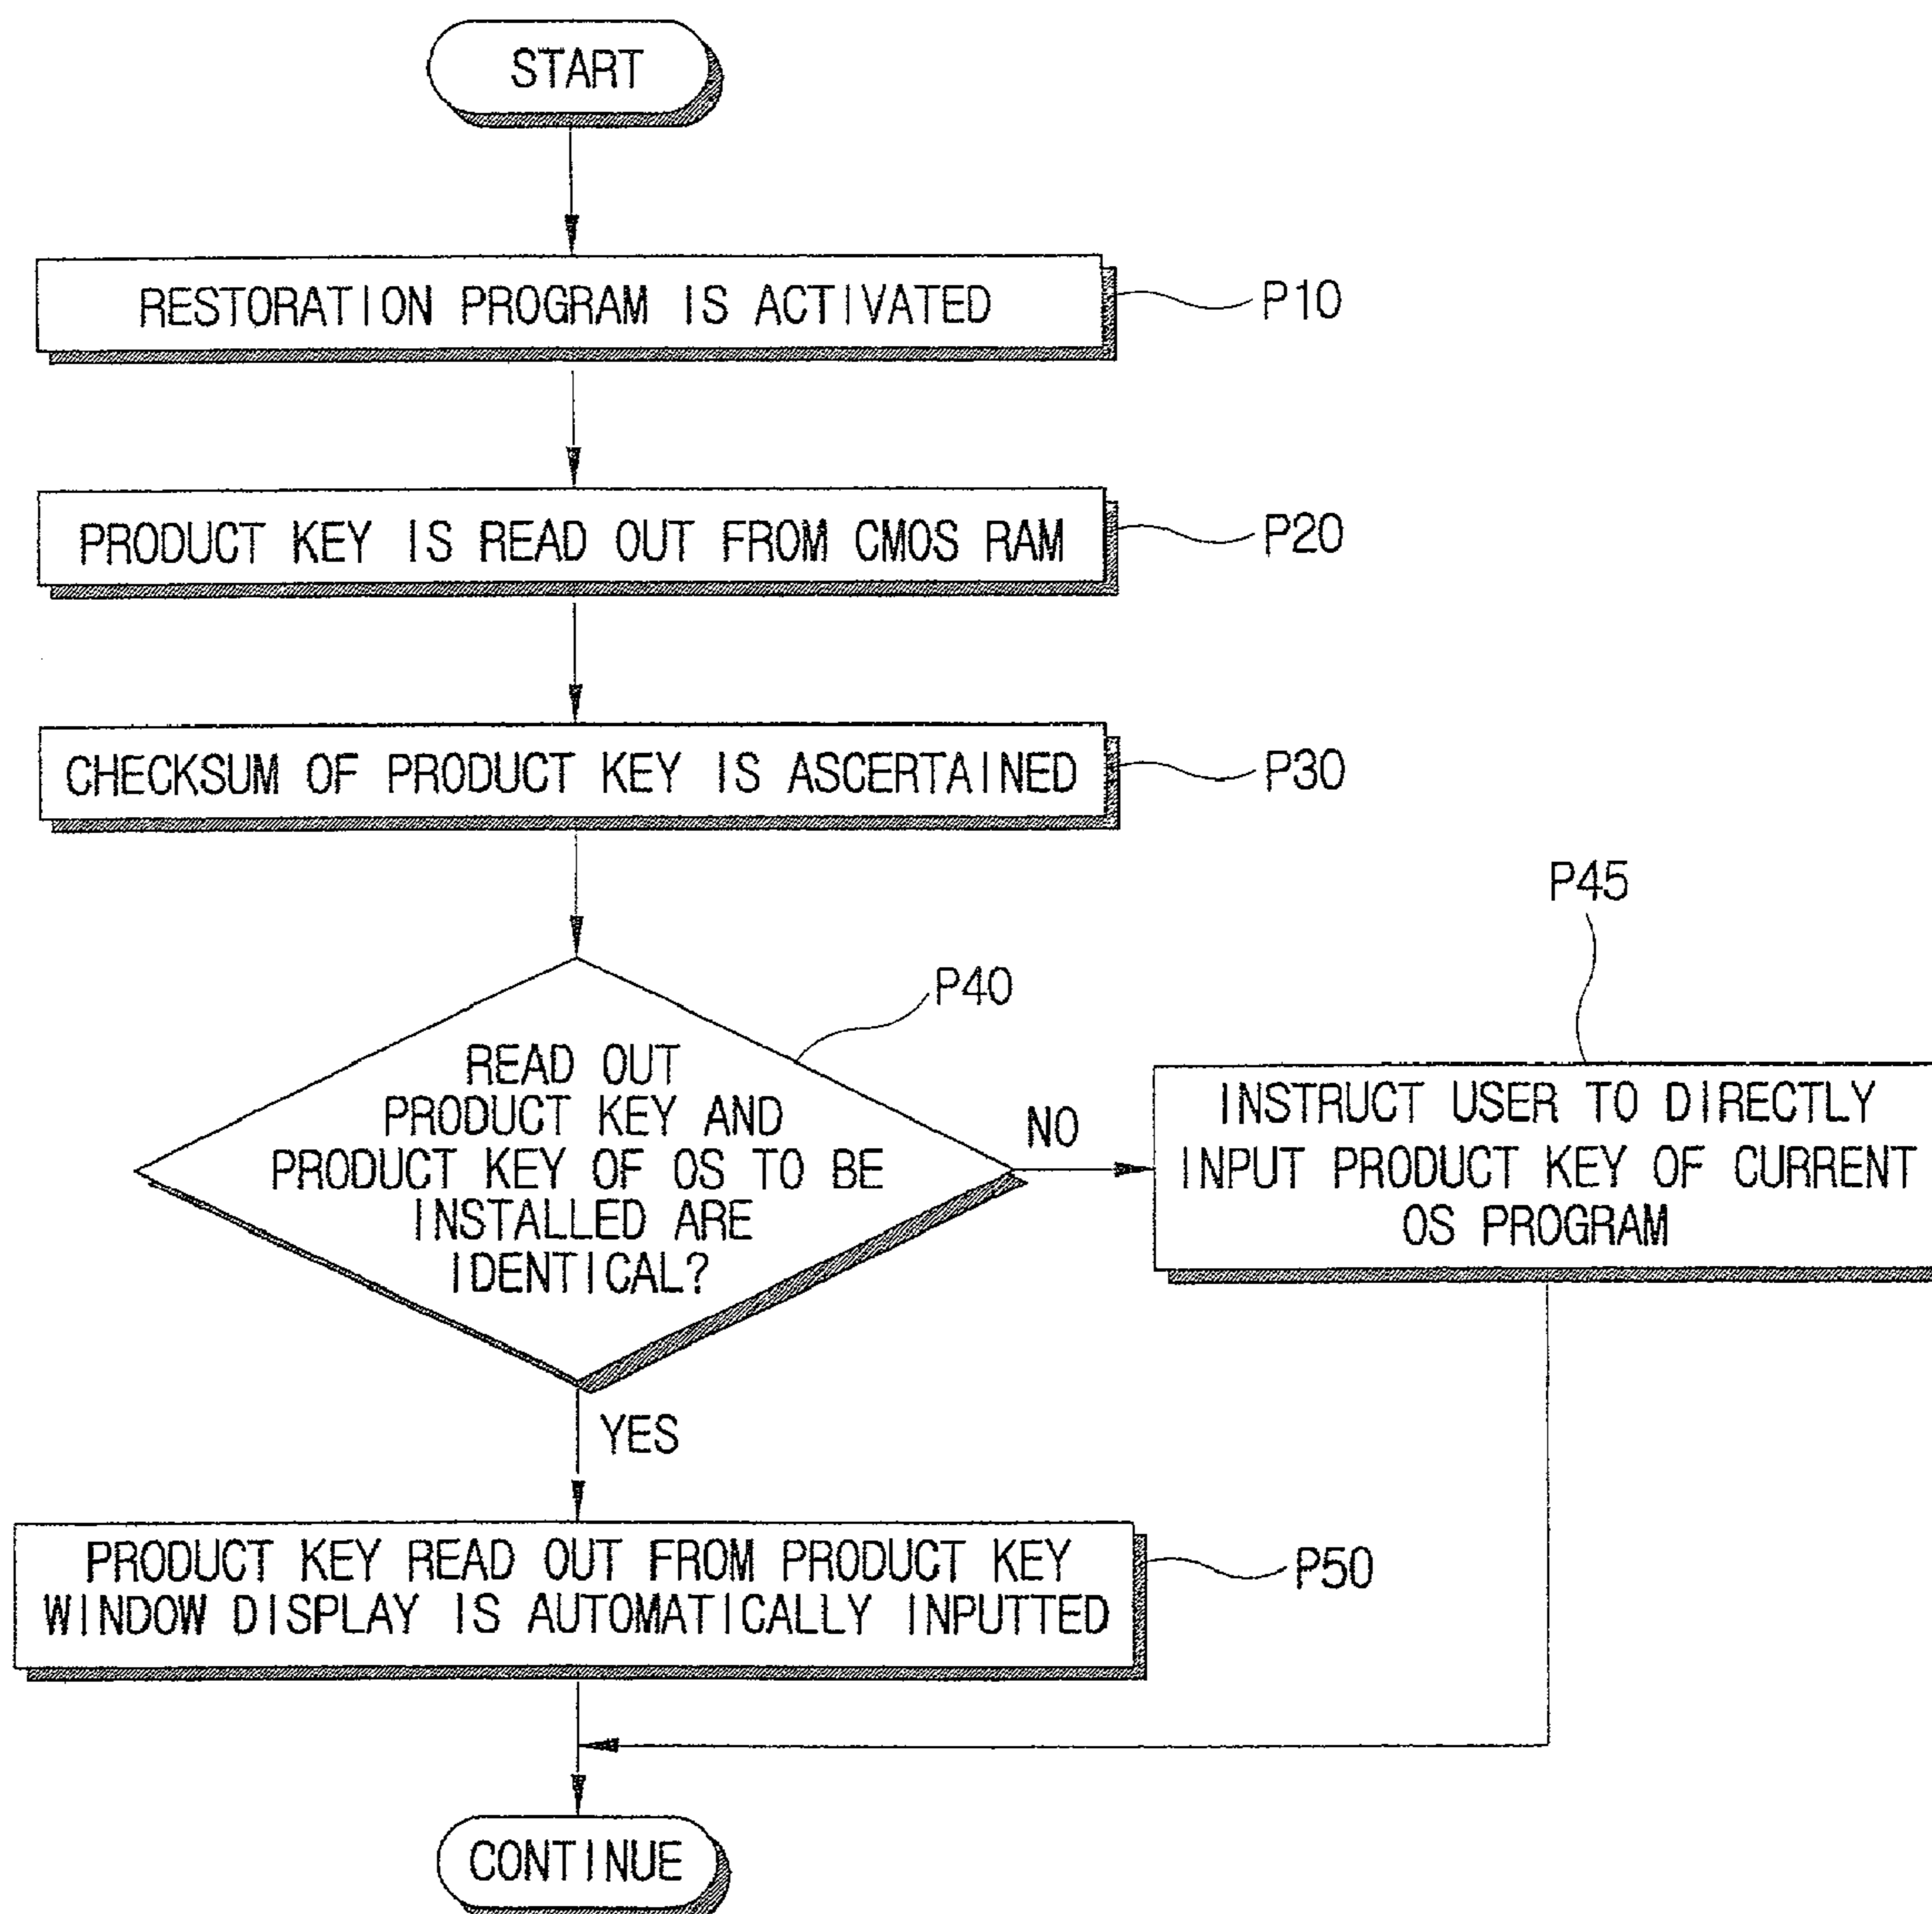 START
RESTORATION PROGRAM IS ACTIVATED
P10
PRODUCT KEY IS READ OUT FROM CMOS RAM
P20
CHECKSUM OF PRODUCT KEY IS ASCERTAINED
P30
P45
P40
READ OUT
PRODUCT KEY AND
PRODUCT KEY OF OS TO BE
INSTALLED ARE
IDENTICAL?
NO
INSTRUCT USER TO DIRECTLY
INPUT PRODUCT KEY OF CURRENT
OS PROGRAM
YES
PRODUCT KEY READ OUT FROM PRODUCT KEY
WINDOW DISPLAY IS AUTOMATICALLY INPUTTED
P50
CONTINUE